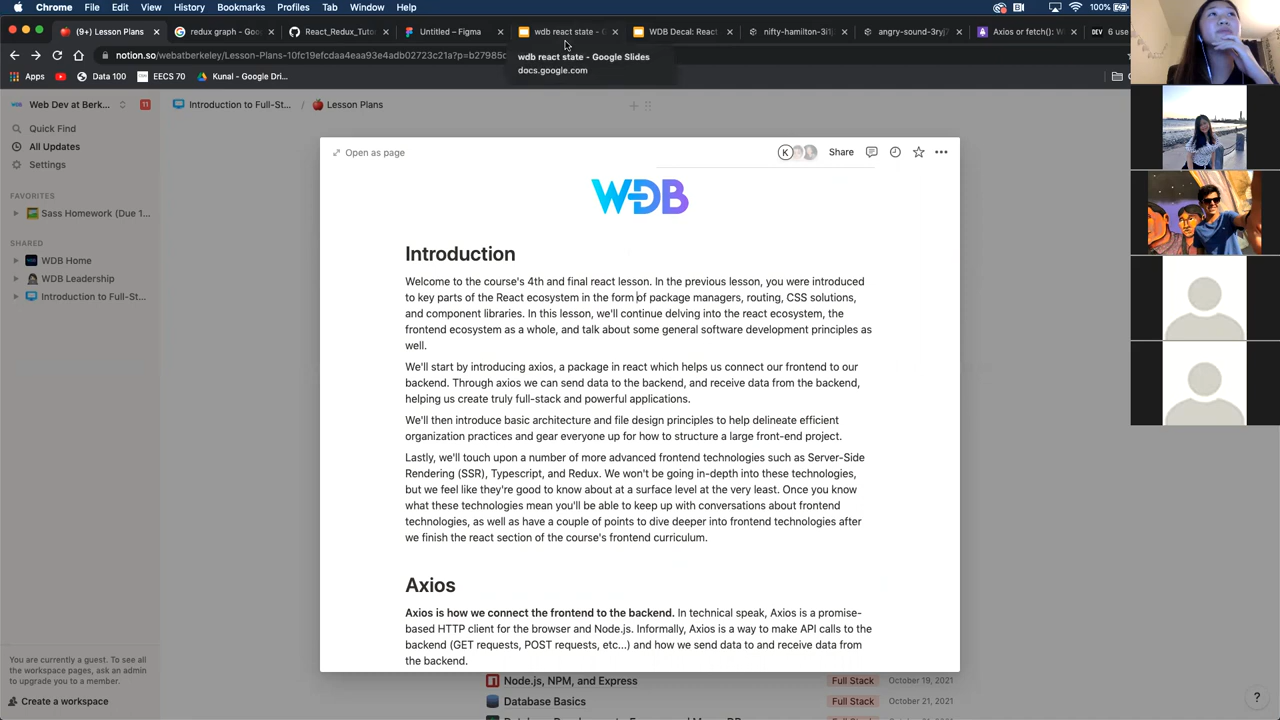 Chrome File Edit View History Bookmarks Profiles Tab Window Help
100%
(9+) Lesson Plans
redux graph - Google
React_Redux_Tuto
Untitled – Figma
wdb react state - G
WDB Decal: React
nifty-hamilton-3i1j
angry-sound-3ryj7
Axios or fetch(): W
DEV 6 use
notion.so/webatberkeley/Lesson-Plans-10fc19efcdaa4eaa93aaa24122a2acc7a?p=b27985c
wdb react state - Google Slides
docs.google.com
YouTube
Data 100
EECS 70
Kunal - Google Dri...
Web Dev at Berk...
11
Introduction to Full-St...
/
Lesson Plans
Quick Find
All Updates
Settings
FAVORITES
Sass Homework (Due 1...
SHARED
WDB Home
WDB Leadership
Introduction to Full-St...
Open as page
K
Share
WDB
Introduction
Welcome to the course's 4th and final react lesson. In the previous lesson, you were introduced
to key parts of the React ecosystem in the form of package managers, routing, CSS solutions,
and component libraries. In this lesson, we'll continue delving into the react ecosystem, the
frontend ecosystem as a whole, and talk about some general software development principles as
well.
We'll start by introducing axios, a package in react which helps us connect our frontend to our
backend. Through axios we can send data to the backend, and receive data from the backend,
helping us create truly full-stack and powerful applications.
We'll then introduce basic architecture and file design principles to help delineate efficient
organization practices and gear everyone up for how to structure a large front-end project.
Lastly, we'll touch upon a number of more advanced frontend technologies such as Server-Side
Rendering (SSR), Typescript, and Redux. We won't be going in-depth into these technologies,
but we feel like they're good to know about at a surface level at the very least. Once you know
what these technologies mean you'll be able to keep up with conversations about frontend
technologies, as well as have a couple of points to dive deeper into frontend technologies after
we finish the react section of the course's frontend curriculum.
Axios
Axios is how we connect the frontend to the backend. In technical speak, Axios is a promise-
based HTTP client for the browser and Node.js. Informally, Axios is a way to make API calls to the
backend (GET requests, POST requests, etc...) and how we send data to and receive data from
the backend.
You are currently a guest. To see all
the workspace pages, ask an admin
to upgrade you to a member.
Create a workspace
Node.js, NPM, and Express
Full Stack
October 19, 2021
Database Basics
Full Stack
October 21, 2021
?